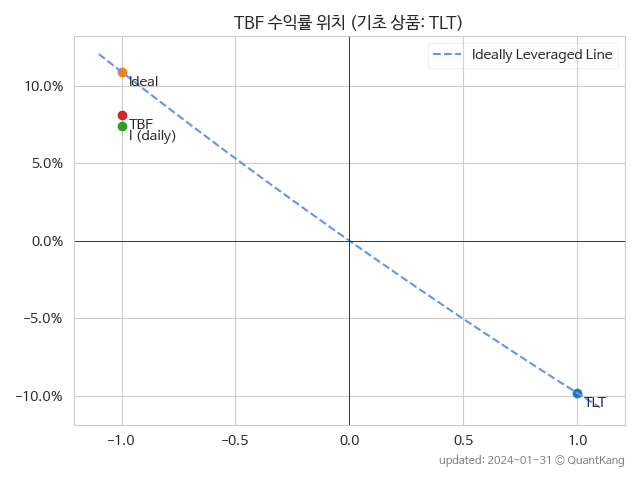 TBF 수익률 위치 (기초 상품: TLT)
Ideally Leveraged Line
Ideal
TBF
I (daily)
TLT
10.0%
5.0%
0.0%
−5.0%
−10.0%
−1.0
−0.5
0.0
0.5
1.0
updated: 2024-01-31 © QuantKang